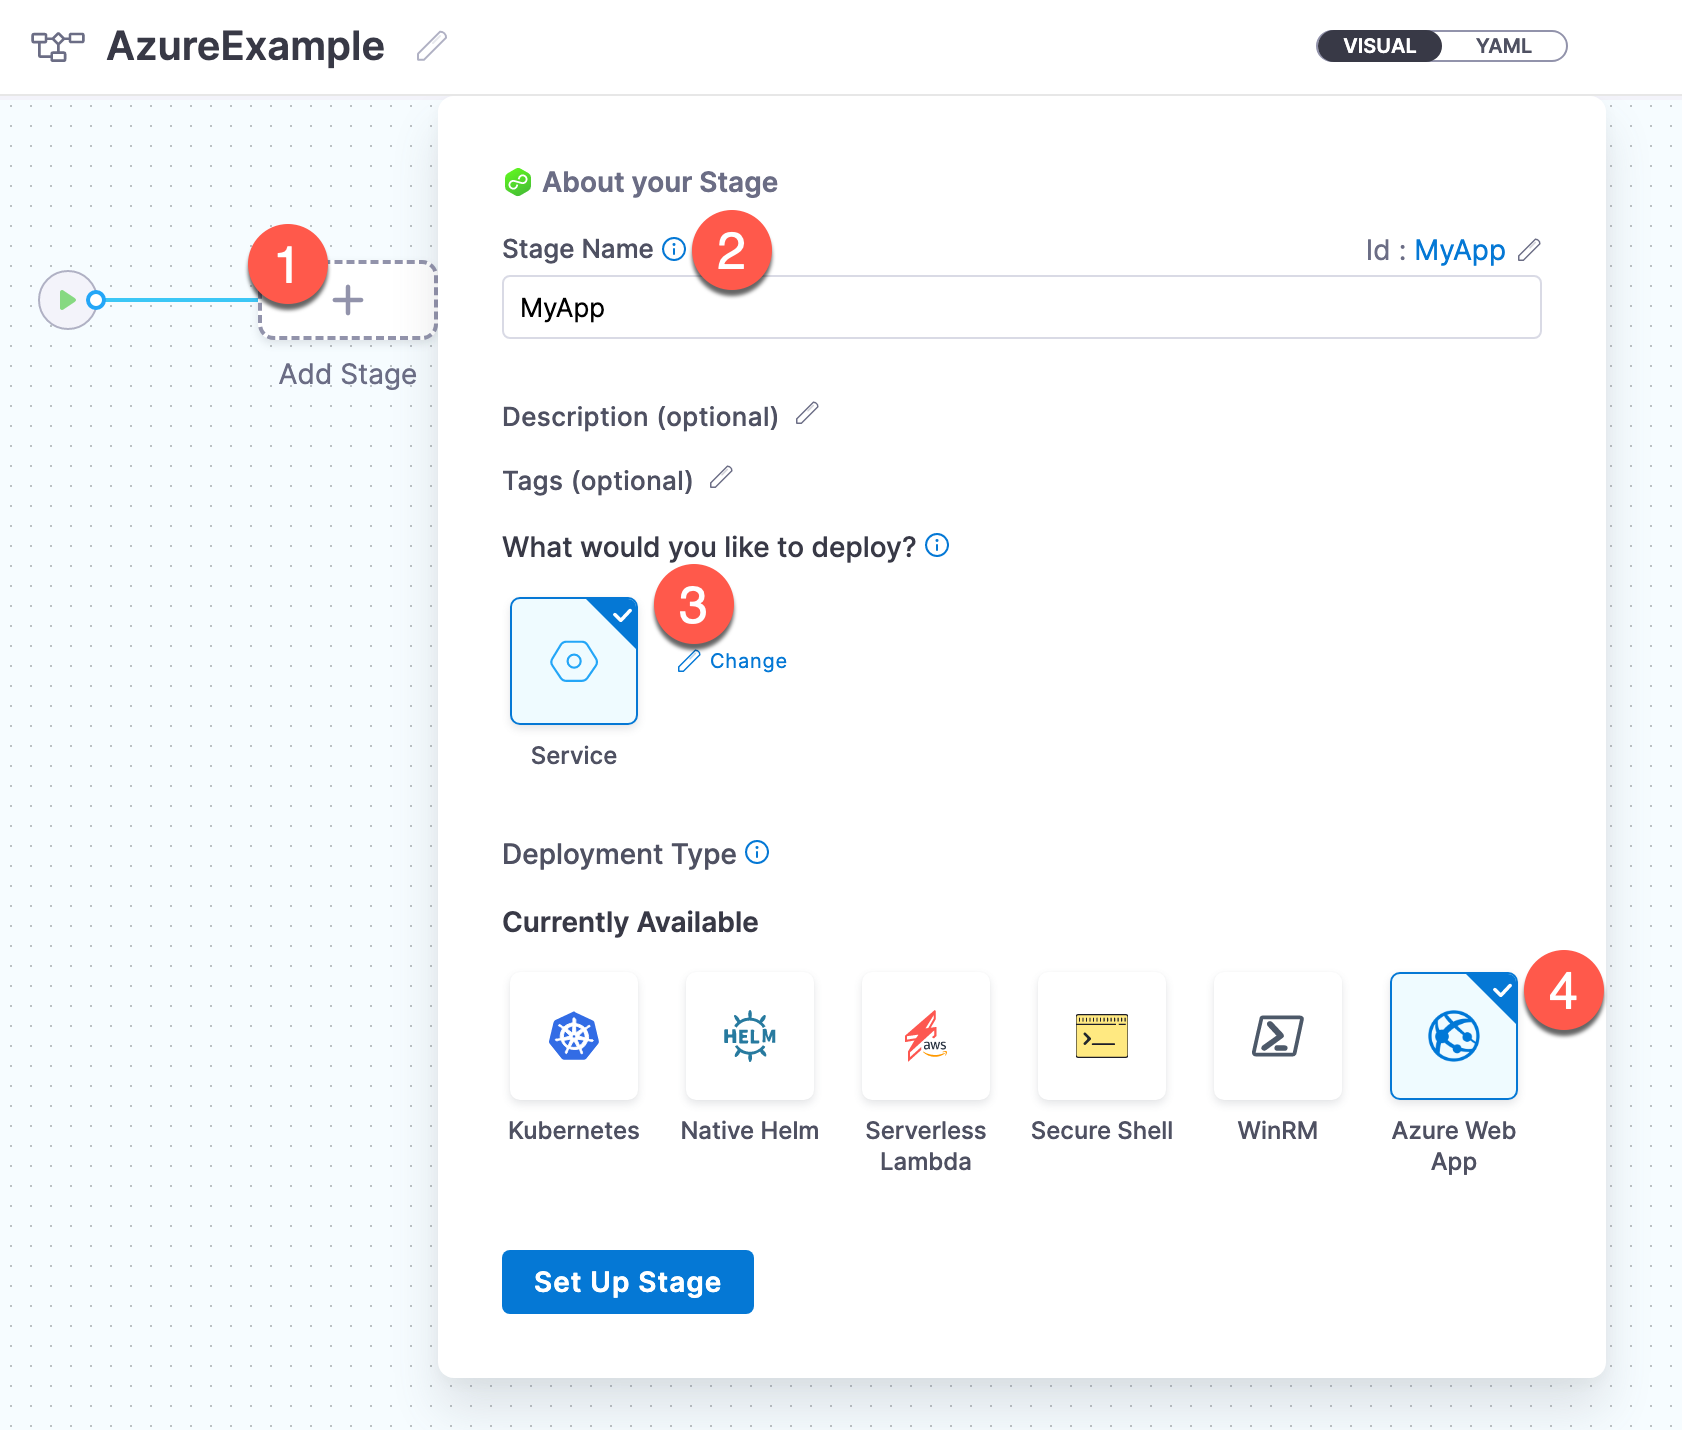 AzureExample
VISUAL YAML
About your Stage
1
Add Stage
Stage Name 2 Id : MyApp
MyApp
Description (optional)
Tags (optional)
What would you like to deploy?
3
Change
Service
Deployment Type
Currently Available
4
HELM
aws
Kubernetes Native Helm Serverless Lambda Secure Shell WinRM Azure Web App
Set Up Stage